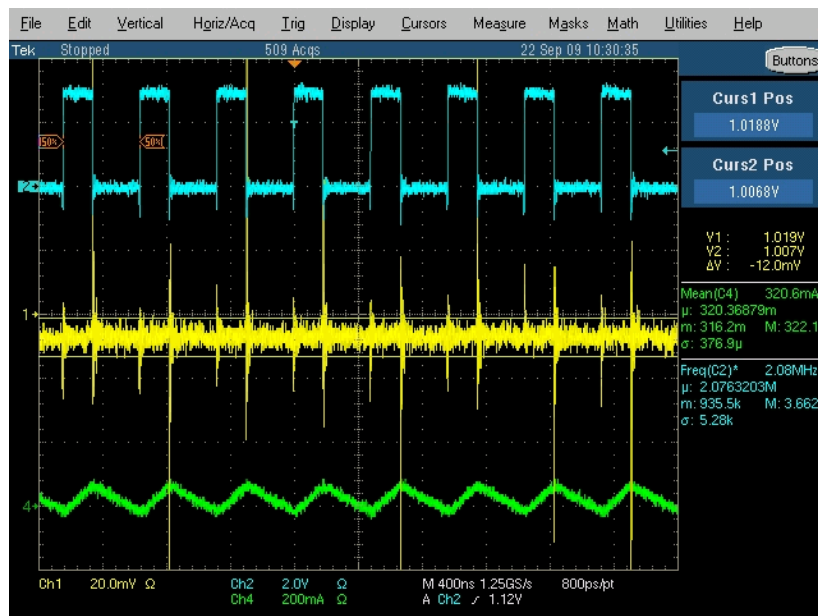 File Edit Vertical Horiz/Acq Trig Display Cursors Measure Masks Math Utilities Help
Tek Stopped 509 Acqs 22 Sep 09 10:30:35
Buttons
Curs1 Pos
1.0188V
Curs2 Pos
1.0068V
50% 50%
2
V1 : 1.019V
V2 : 1.007V
ΔV : -12.0mV
1
Mean(C4) 320.6mA
µ: 320.36879m
m: 316.2m M: 322.1
σ: 376.9µ
Freq(C2)* 2.08MHz
µ: 2.0763203M
m: 935.5k M: 3.662
σ: 5.28k
4
Ch1 20.0mV Ω Ch2 2.0V Ω M 400ns 1.25GS/s 800ps/pt
Ch4 200mA Ω A Ch2 1.12V